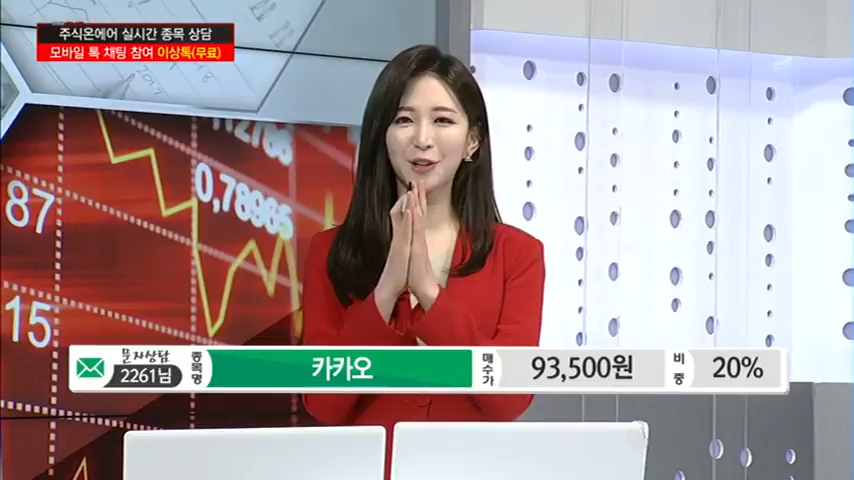 주식온에어 실시간 종목 상담
모바일 톡 채팅 참여 이상톡(무료)
2017
87
0,78965
15
문자상담
2261님
종목명
카카오
매수가
93,500원
비중
20%